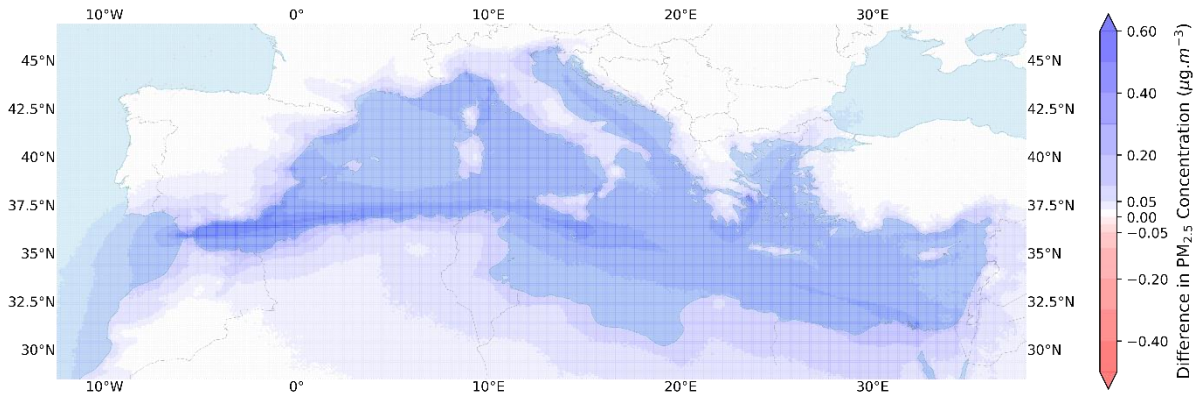 10°W 0° 10°E 20°E 30°E
45°N 45°N
42.5°N 42.5°N
40°N 40°N
37.5°N 37.5°N
35°N 35°N
32.5°N 32.5°N
30°N 30°N
10°W 0° 10°E 20°E 30°E
0.60
0.40
0.20
0.05
0.00
−0.05
−0.20
−0.40
Difference in PM2.5 Concentration (μg.m⁻³)